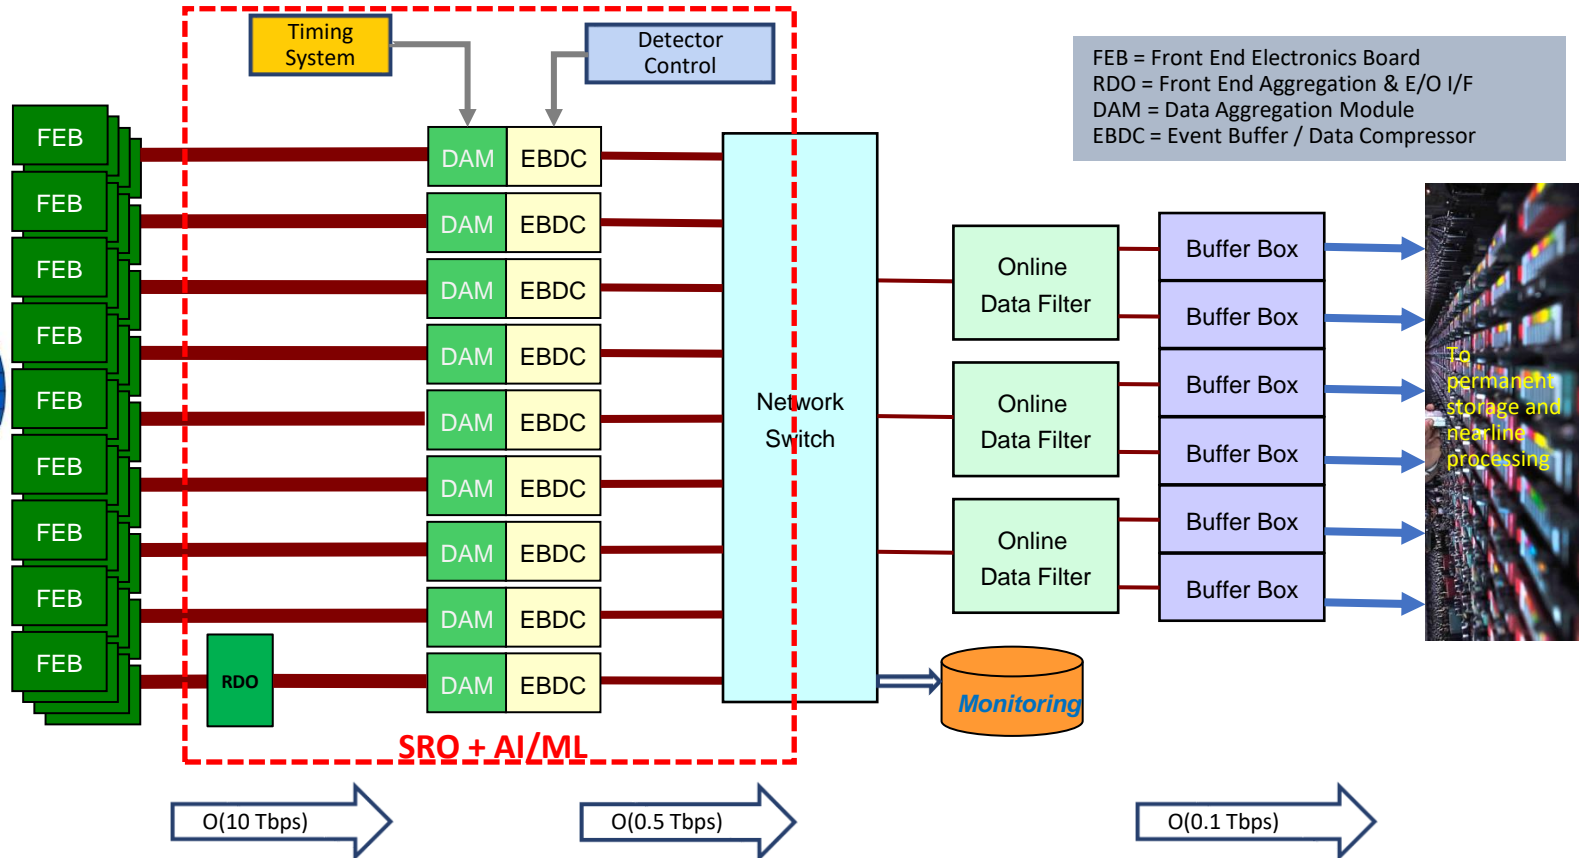 Timing
System
Detector
Control
FEB = Front End Electronics Board
RDO = Front End Aggregation & E/O I/F
DAM = Data Aggregation Module
EBDC = Event Buffer / Data Compressor
FEB
FEB
FEB
FEB
FEB
FEB
FEB
FEB
FEB
RDO
DAM EBDC
DAM EBDC
DAM EBDC
DAM EBDC
DAM EBDC
DAM EBDC
DAM EBDC
DAM EBDC
DAM EBDC
Network
Switch
Online
Data Filter
Online
Data Filter
Online
Data Filter
Buffer Box
Buffer Box
Buffer Box
Buffer Box
Buffer Box
Buffer Box
To
permanent
storage and
nearline
processing
Monitoring
SRO + AI/ML
O(10 Tbps)
O(0.5 Tbps)
O(0.1 Tbps)